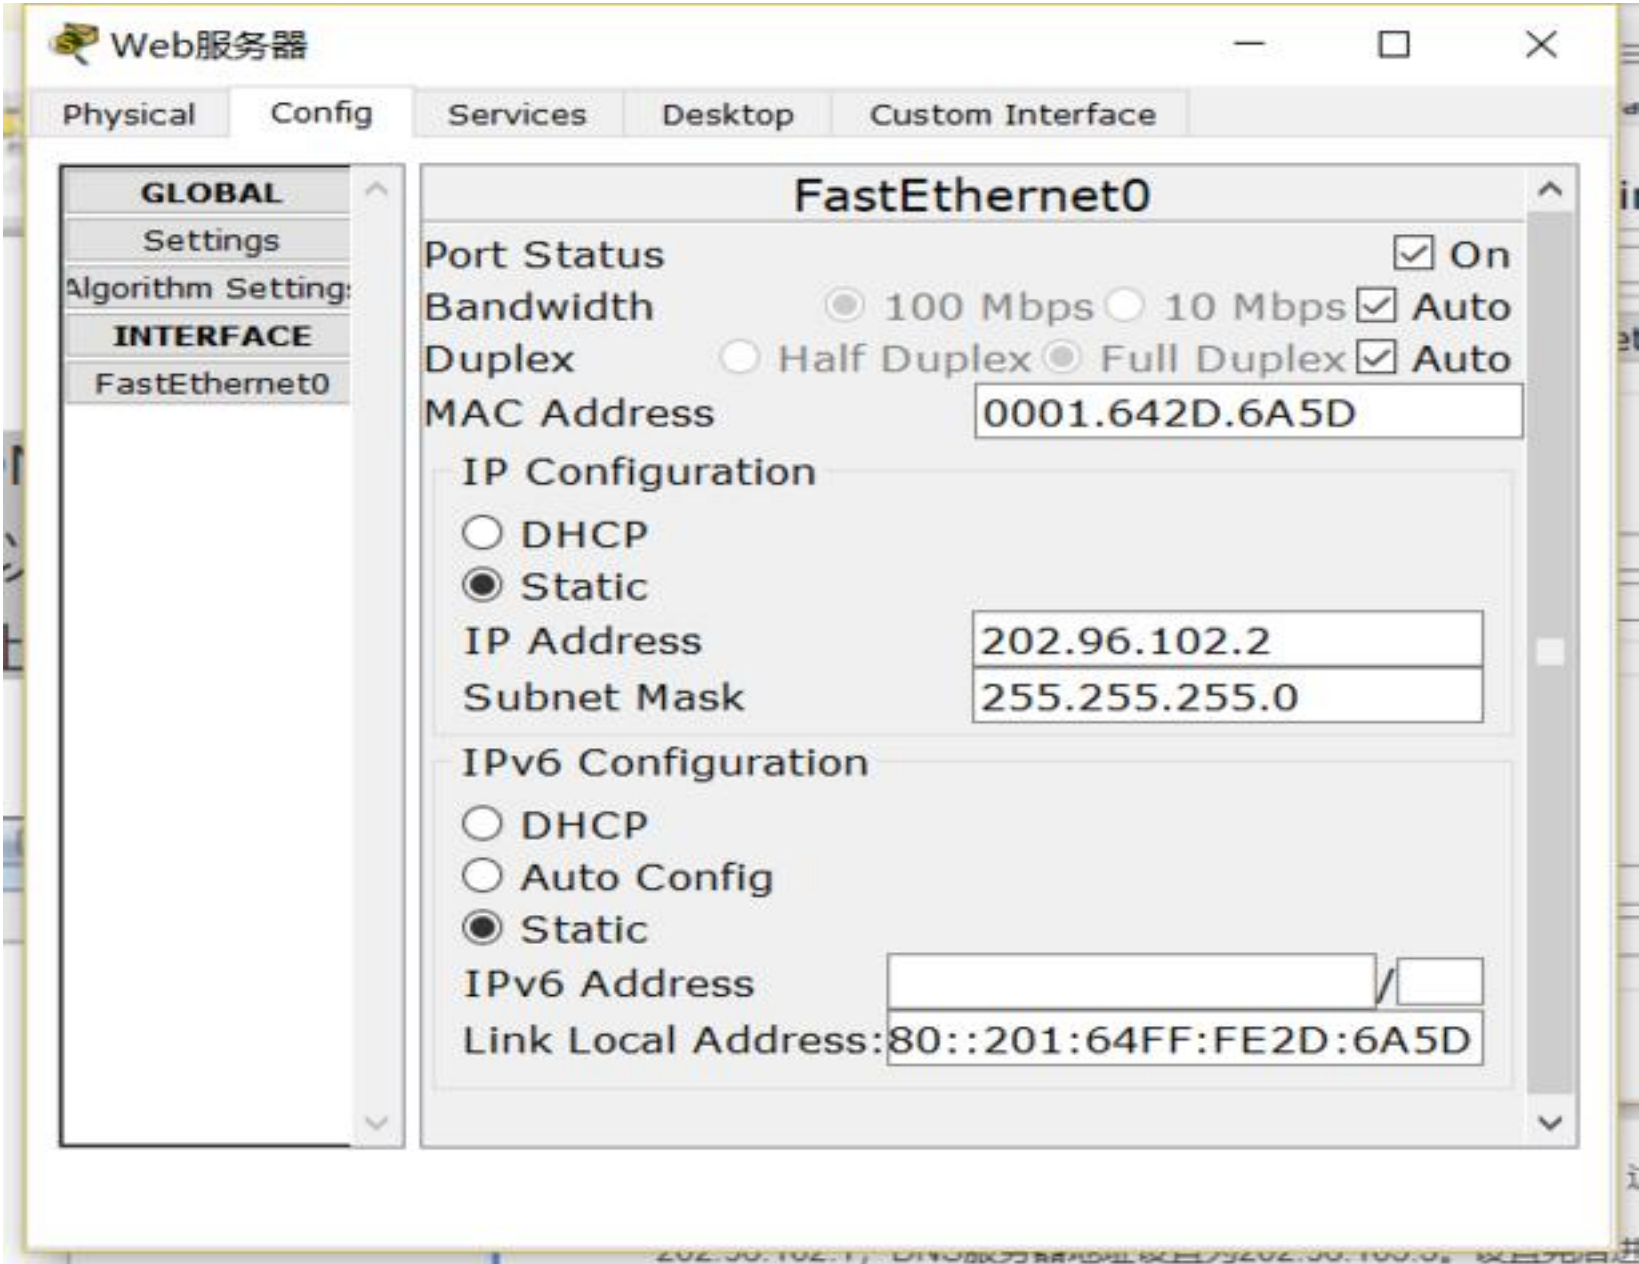 Web服务器
Physical Config Services Desktop Custom Interface
GLOBAL
Settings
Algorithm Setting
INTERFACE
FastEthernet0
FastEthernet0
Port Status On
Bandwidth 100 Mbps 10 Mbps Auto
Duplex Half Duplex Full Duplex Auto
MAC Address 0001.642D.6A5D
IP Configuration
DHCP
Static
IP Address 202.96.102.2
Subnet Mask 255.255.255.0
IPv6 Configuration
DHCP
Auto Config
Static
IPv6 Address /
Link Local Address:80::201:64FF:FE2D:6A5D